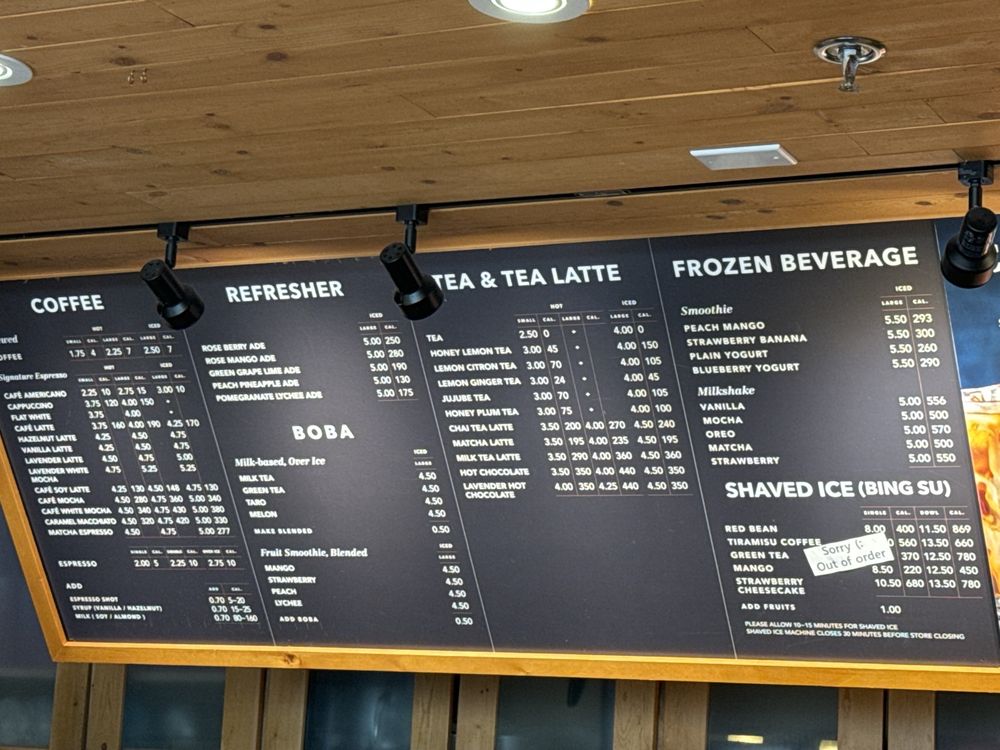 COFFEE
HOT ICED
SMALL CAL. LARGE CAL. LARGE CAL.
1.75 4 2.25 7 2.50 7
Signature Espresso
HOT ICED
SMALL CAL. LARGE CAL. LARGE CAL.
CAFÉ AMERICANO 2.25 10 2.75 15 3.00 10
CAPPUCCINO 3.75 120 4.00 150 •
FLAT WHITE 3.75 4.00 •
CAFÉ LATTE 3.75 160 4.00 190 4.25 170
HAZELNUT LATTE 4.25 4.50 4.75
VANILLA LATTE 4.25 4.50 4.75
LAVENDER LATTE 4.50 4.75 5.00
LAVENDER WHITE MOCHA 4.75 5.25 5.25
CAFÉ SOY LATTE 4.25 130 4.50 148 4.75 130
CAFÉ MOCHA 4.50 280 4.75 360 5.00 340
CAFÉ WHITE MOCHA 4.50 340 4.75 430 5.00 380
CARAMEL MACCHIATO 4.50 320 4.75 420 5.00 330
MATCHA ESPRESSO 4.50 4.75 5.00 277
SINGLE CAL. DOUBLE CAL. OVER ICE CAL.
ESPRESSO 2.00 5 2.25 10 2.75 10
ADD ADD CAL.
ESPRESSO SHOT 0.70 5-20
SYRUP (VANILLA / HAZELNUT) 0.70 15-25
MILK ( SOY / ALMOND ) 0.70 80-160
REFRESHER
ICED
LARGE CAL.
ROSE BERRY ADE 5.00 250
ROSE MANGO ADE 5.00 280
GREEN GRAPE LIME ADE 5.00 190
PEACH PINEAPPLE ADE 5.00 130
POMEGRANATE LYCHEE ADE 5.00 175
BOBA
Milk-based, Over Ice
ICED
LARGE
MILK TEA 4.50
GREEN TEA 4.50
TARO 4.50
MELON 4.50
MAKE BLENDED 0.50
Fruit Smoothie, Blended
ICED
LARGE
MANGO 4.50
STRAWBERRY 4.50
PEACH 4.50
LYCHEE 4.50
ADD BOBA 0.50
TEA & TEA LATTE
HOT ICED
SMALL CAL. LARGE CAL. LARGE CAL.
TEA 2.50 0 • 4.00 0
HONEY LEMON TEA 3.00 45 • 4.00 150
LEMON CITRON TEA 3.00 70 • 4.00 105
LEMON GINGER TEA 3.00 24 • 4.00 45
JUJUBE TEA 3.00 70 • 4.00 105
HONEY PLUM TEA 3.00 75 • 4.00 100
CHAI TEA LATTE 3.50 200 4.00 270 4.50 240
MATCHA LATTE 3.50 195 4.00 235 4.50 195
MILK TEA LATTE 3.50 290 4.00 360 4.50 360
HOT CHOCOLATE 3.50 350 4.00 440 4.50 350
LAVENDER HOT CHOCOLATE 4.00 350 4.25 440 4.50 350
FROZEN BEVERAGE
ICED
Smoothie LARGE CAL.
PEACH MANGO 5.50 293
STRAWBERRY BANANA 5.50 300
PLAIN YOGURT 5.50 260
BLUEBERRY YOGURT 5.50 290
Milkshake
VANILLA 5.00 556
MOCHA 5.00 500
OREO 5.00 570
MATCHA 5.00 500
STRAWBERRY 5.00 550
SHAVED ICE (BING SU)
SINGLE CAL. BOWL CAL.
RED BEAN 8.00 400 11.50 869
TIRAMISU COFFEE 560 13.50 660
GREEN TEA 370 12.50 780
MANGO 8.50 220 12.50 450
STRAWBERRY CHEESECAKE 10.50 680 13.50 780
Sorry (:
Out of order
ADD FRUITS 1.00
PLEASE ALLOW 10-15 MINUTES FOR SHAVED ICE
SHAVED ICE MACHINE CLOSES 30 MINUTES BEFORE STORE CLOSING